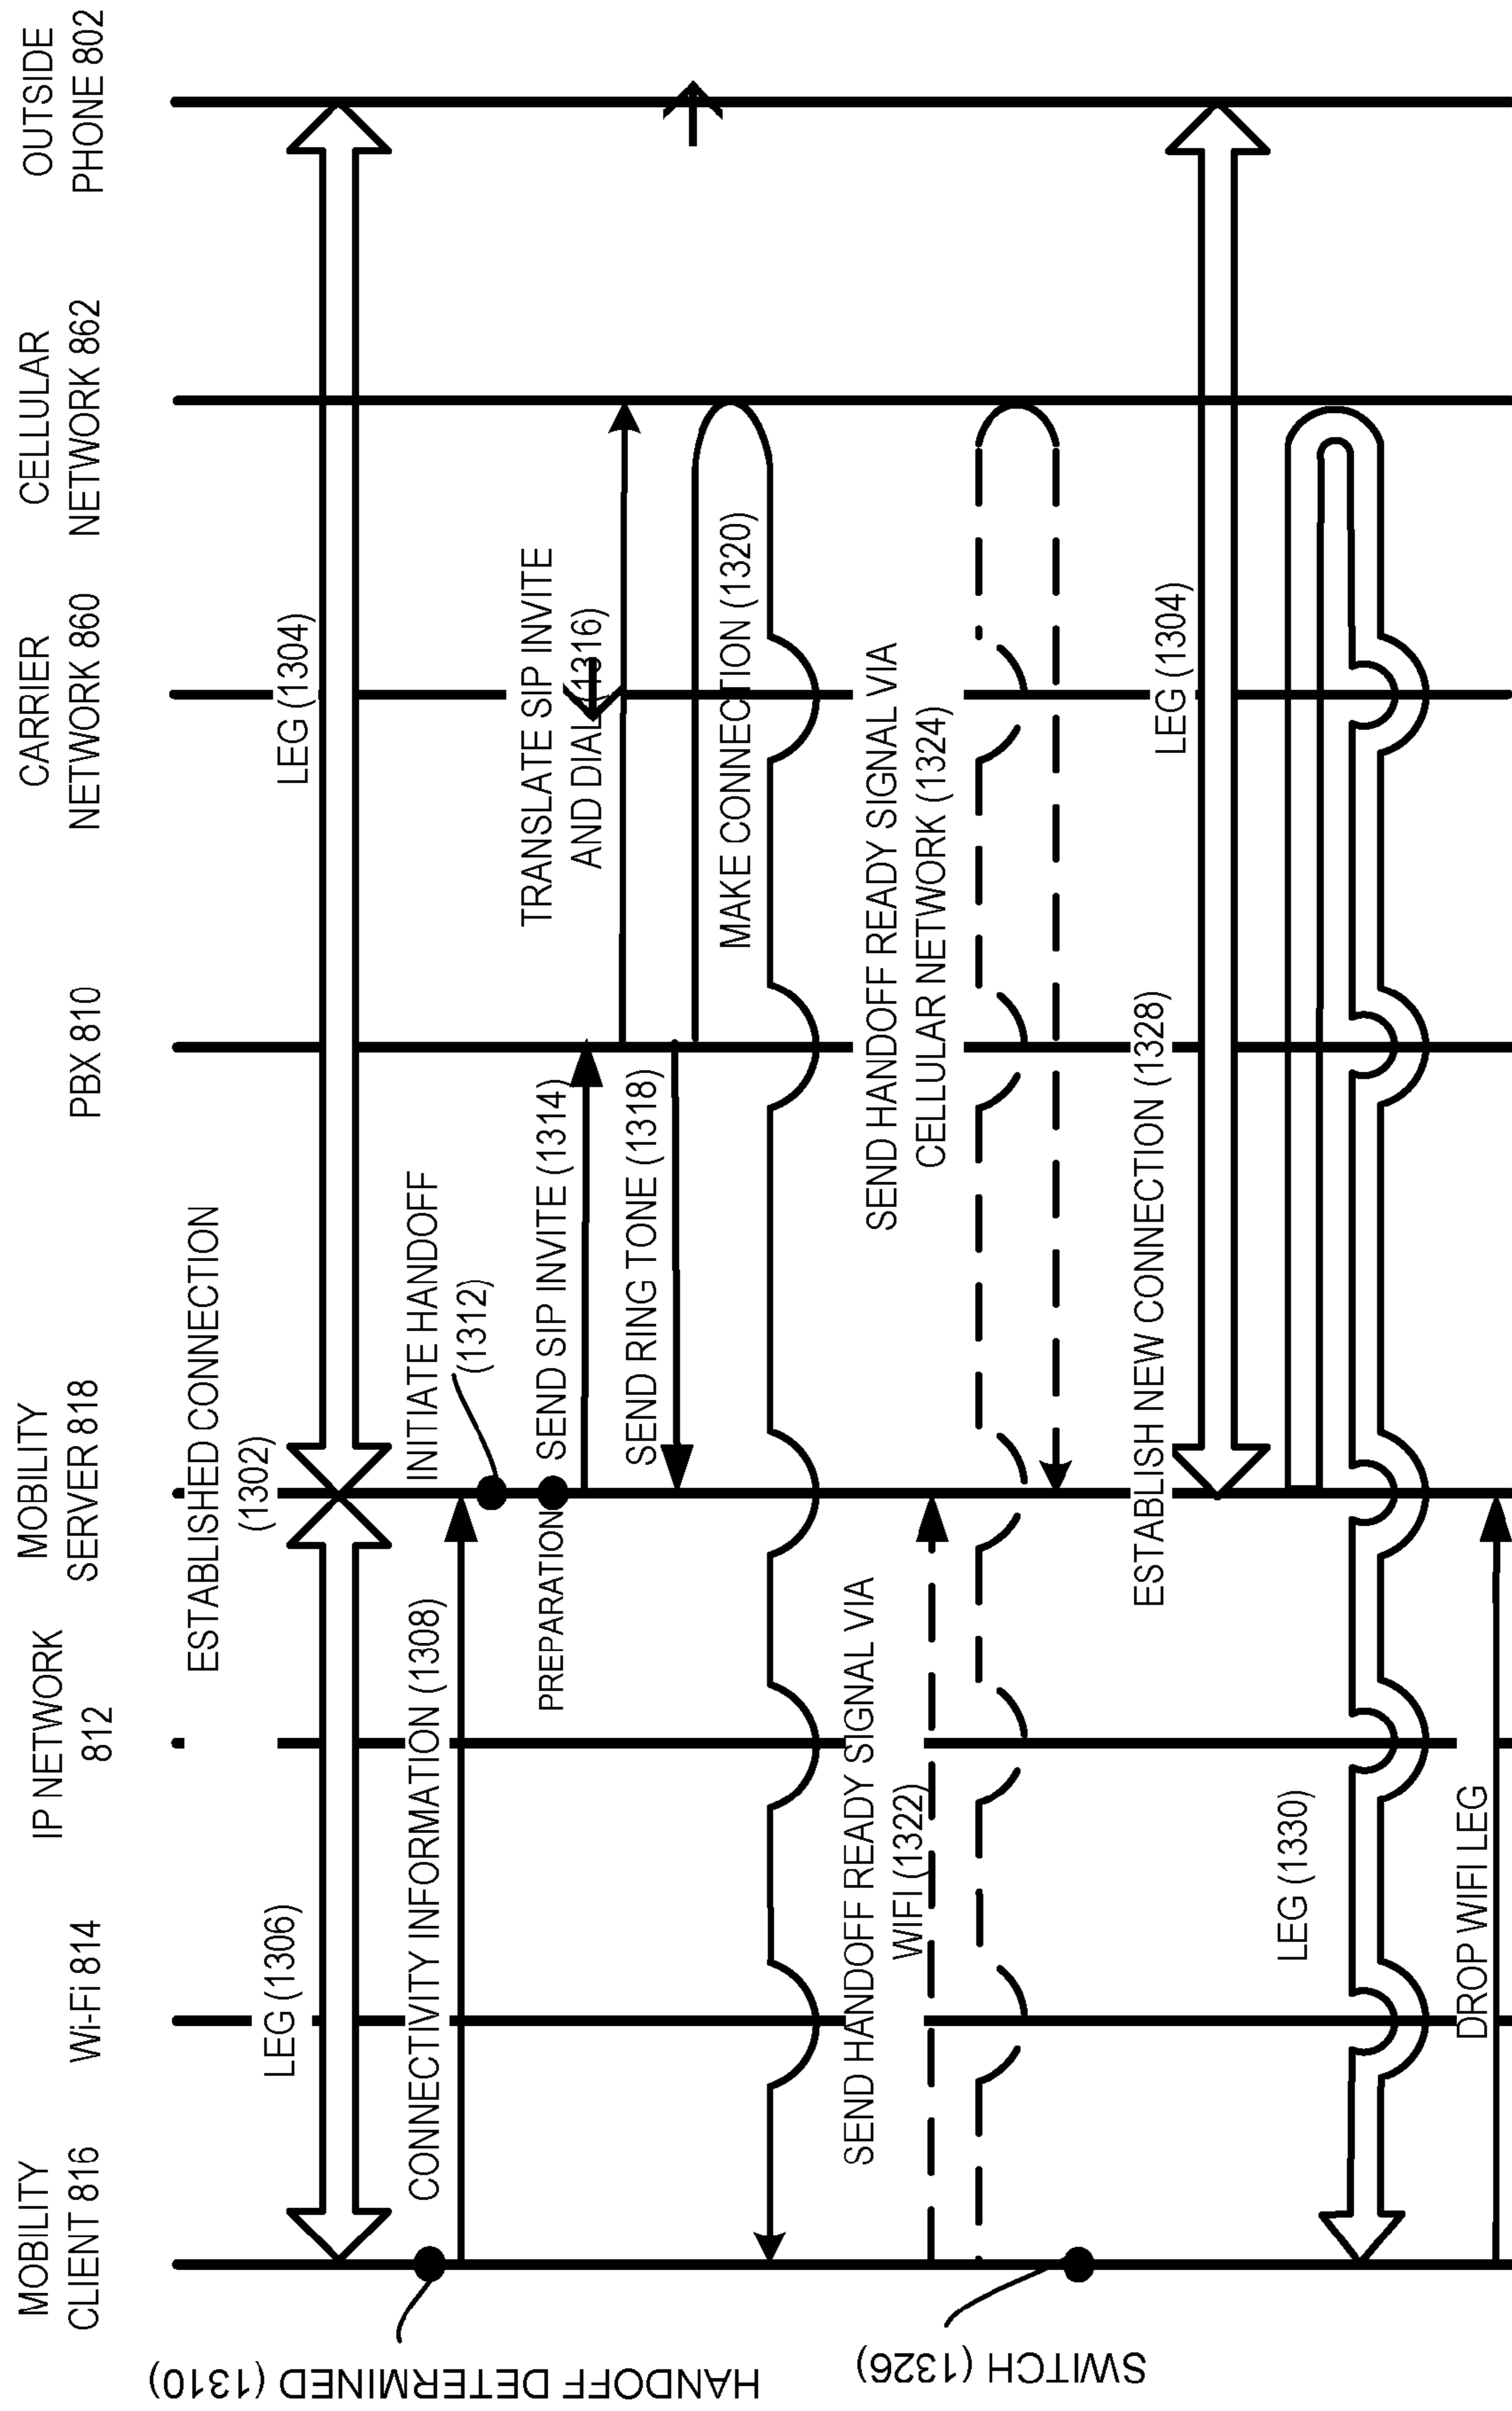 MOBILITY
CLIENT 816
Wi-Fi 814
IP NETWORK
812
MOBILITY
SERVER 818
PBX 810
CARRIER
NETWORK 860
CELLULAR
NETWORK 862
OUTSIDE
PHONE 802
ESTABLISHED CONNECTION
(1302)
LEG (1306)
LEG (1304)
HANDOFF DETERMINED (1310)
CONNECTIVITY INFORMATION (1308)
INITIATE HANDOFF
(1312)
PREPARATION
SEND SIP INVITE (1314)
TRANSLATE SIP INVITE
AND DIAL (1316)
SEND RING TONE (1318)
MAKE CONNECTION (1320)
SEND HANDOFF READY SIGNAL VIA
WIFI (1322)
SEND HANDOFF READY SIGNAL VIA
CELLULAR NETWORK (1324)
SWITCH (1326)
ESTABLISH NEW CONNECTION (1328)
LEG (1304)
LEG (1330)
DROP WIFI LEG